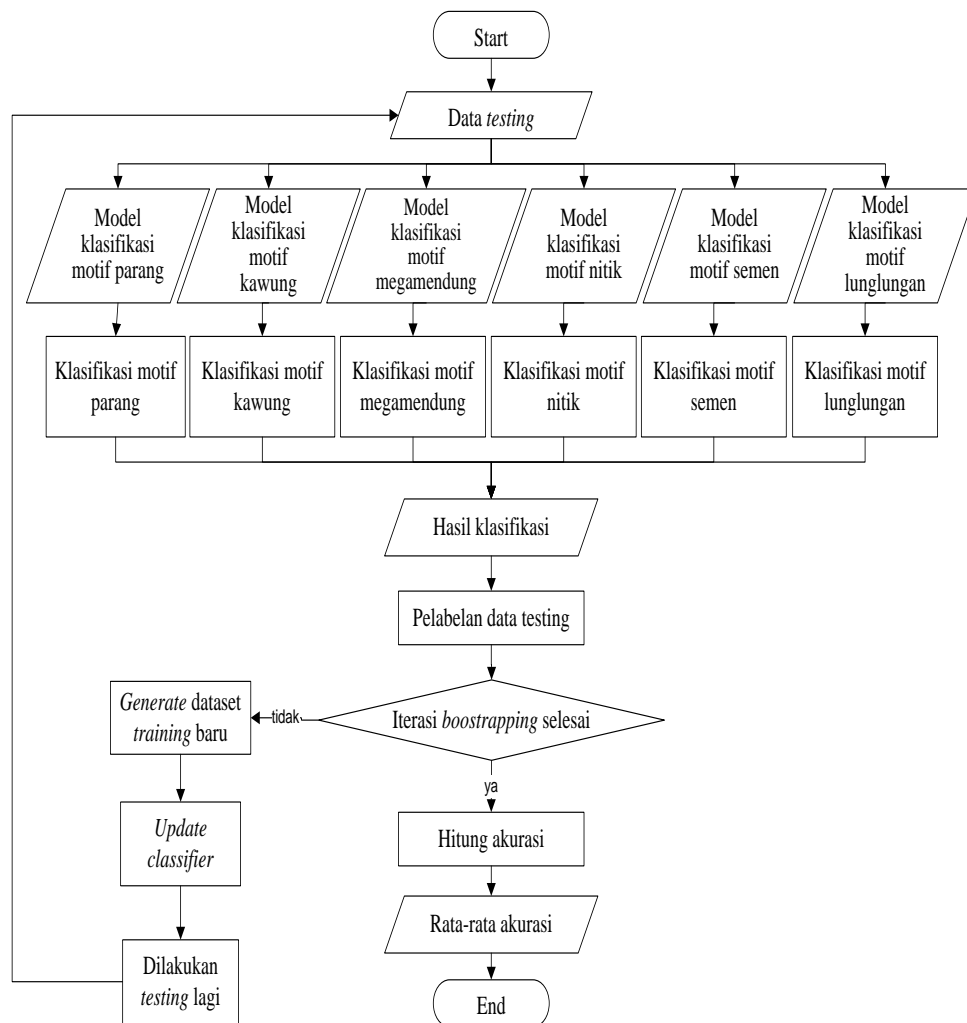 Start
Data testing
Model
klasifikasi
motif parang
Model
klasifikasi
motif
kawung
Model
klasifikasi
motif
megamendung
Model
klasifikasi
motif nitik
Model
klasifikasi
motif semen
Model
klasifikasi
motif
lunglungan
Klasifikasi motif
parang
Klasifikasi motif
kawung
Klasifikasi motif
megamendung
Klasifikasi motif
nitik
Klasifikasi motif
semen
Klasifikasi motif
lunglungan
Hasil klasifikasi
Pelabelan data testing
Iterasi boostrapping selesai
tidak
Generate dataset
training baru
Update
classifier
Dilakukan
testing lagi
ya
Hitung akurasi
Rata-rata akurasi
End